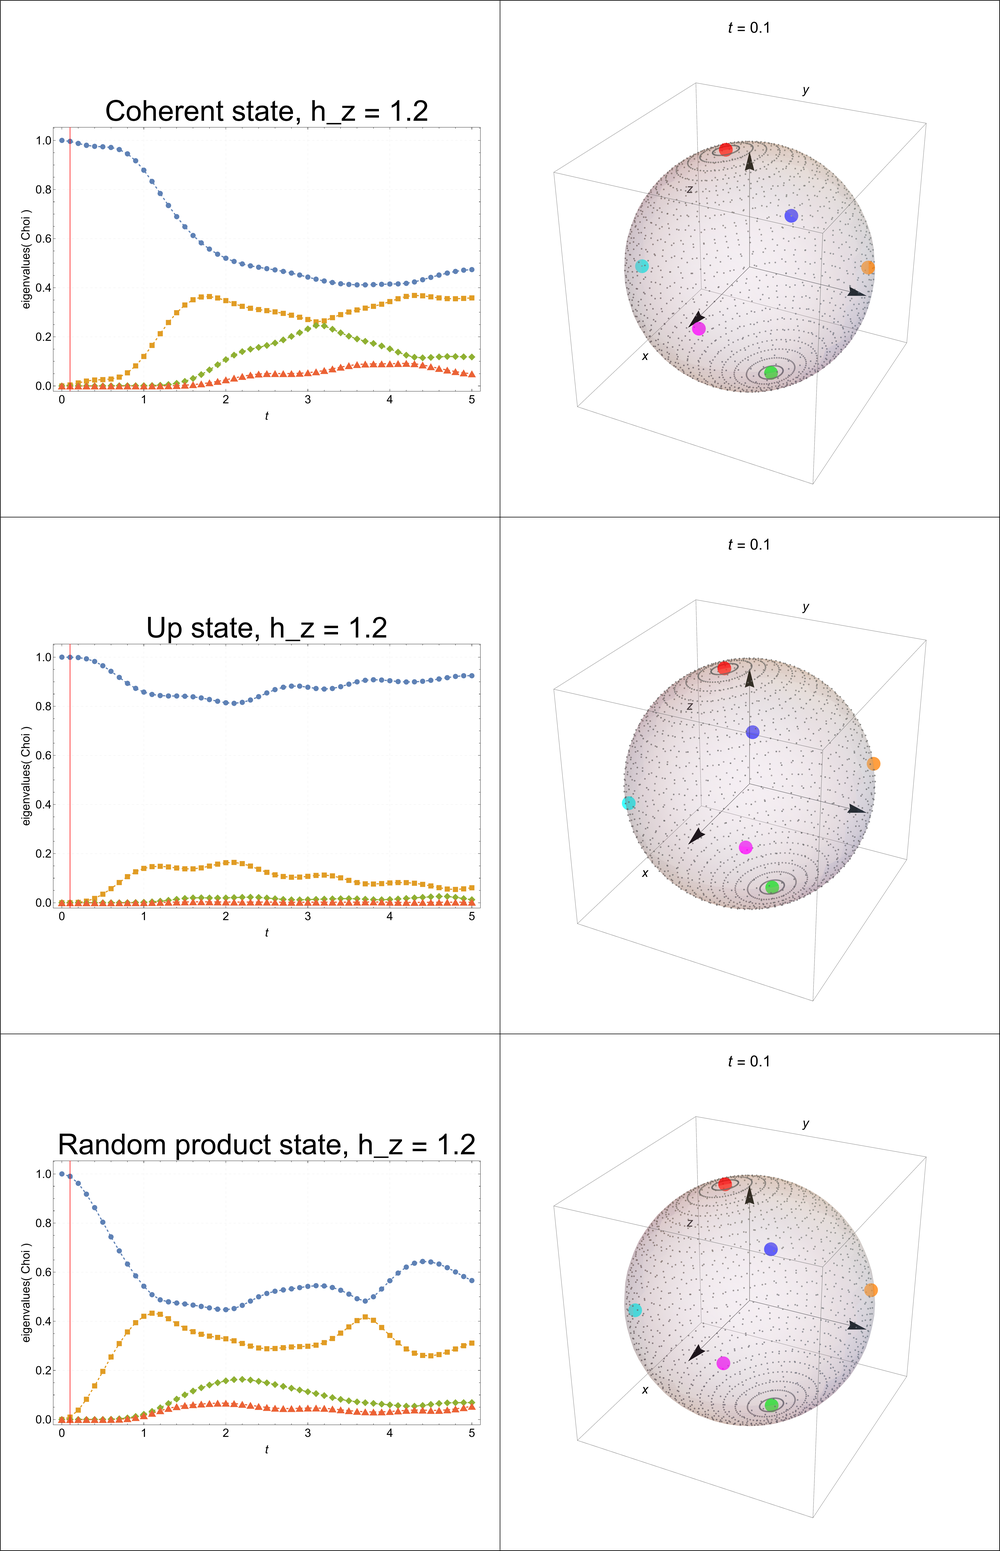 Coherent state, h_z = 1.2
eigenvalues( Choi )
1.0
0.8
0.6
0.4
0.2
0.0
0 1 2 3 4 5
t
t = 0.1
y
z
x
Up state, h_z = 1.2
eigenvalues( Choi )
1.0
0.8
0.6
0.4
0.2
0.0
0 1 2 3 4 5
t
t = 0.1
y
z
x
Random product state, h_z = 1.2
eigenvalues( Choi )
1.0
0.8
0.6
0.4
0.2
0.0
0 1 2 3 4 5
t
t = 0.1
y
z
x